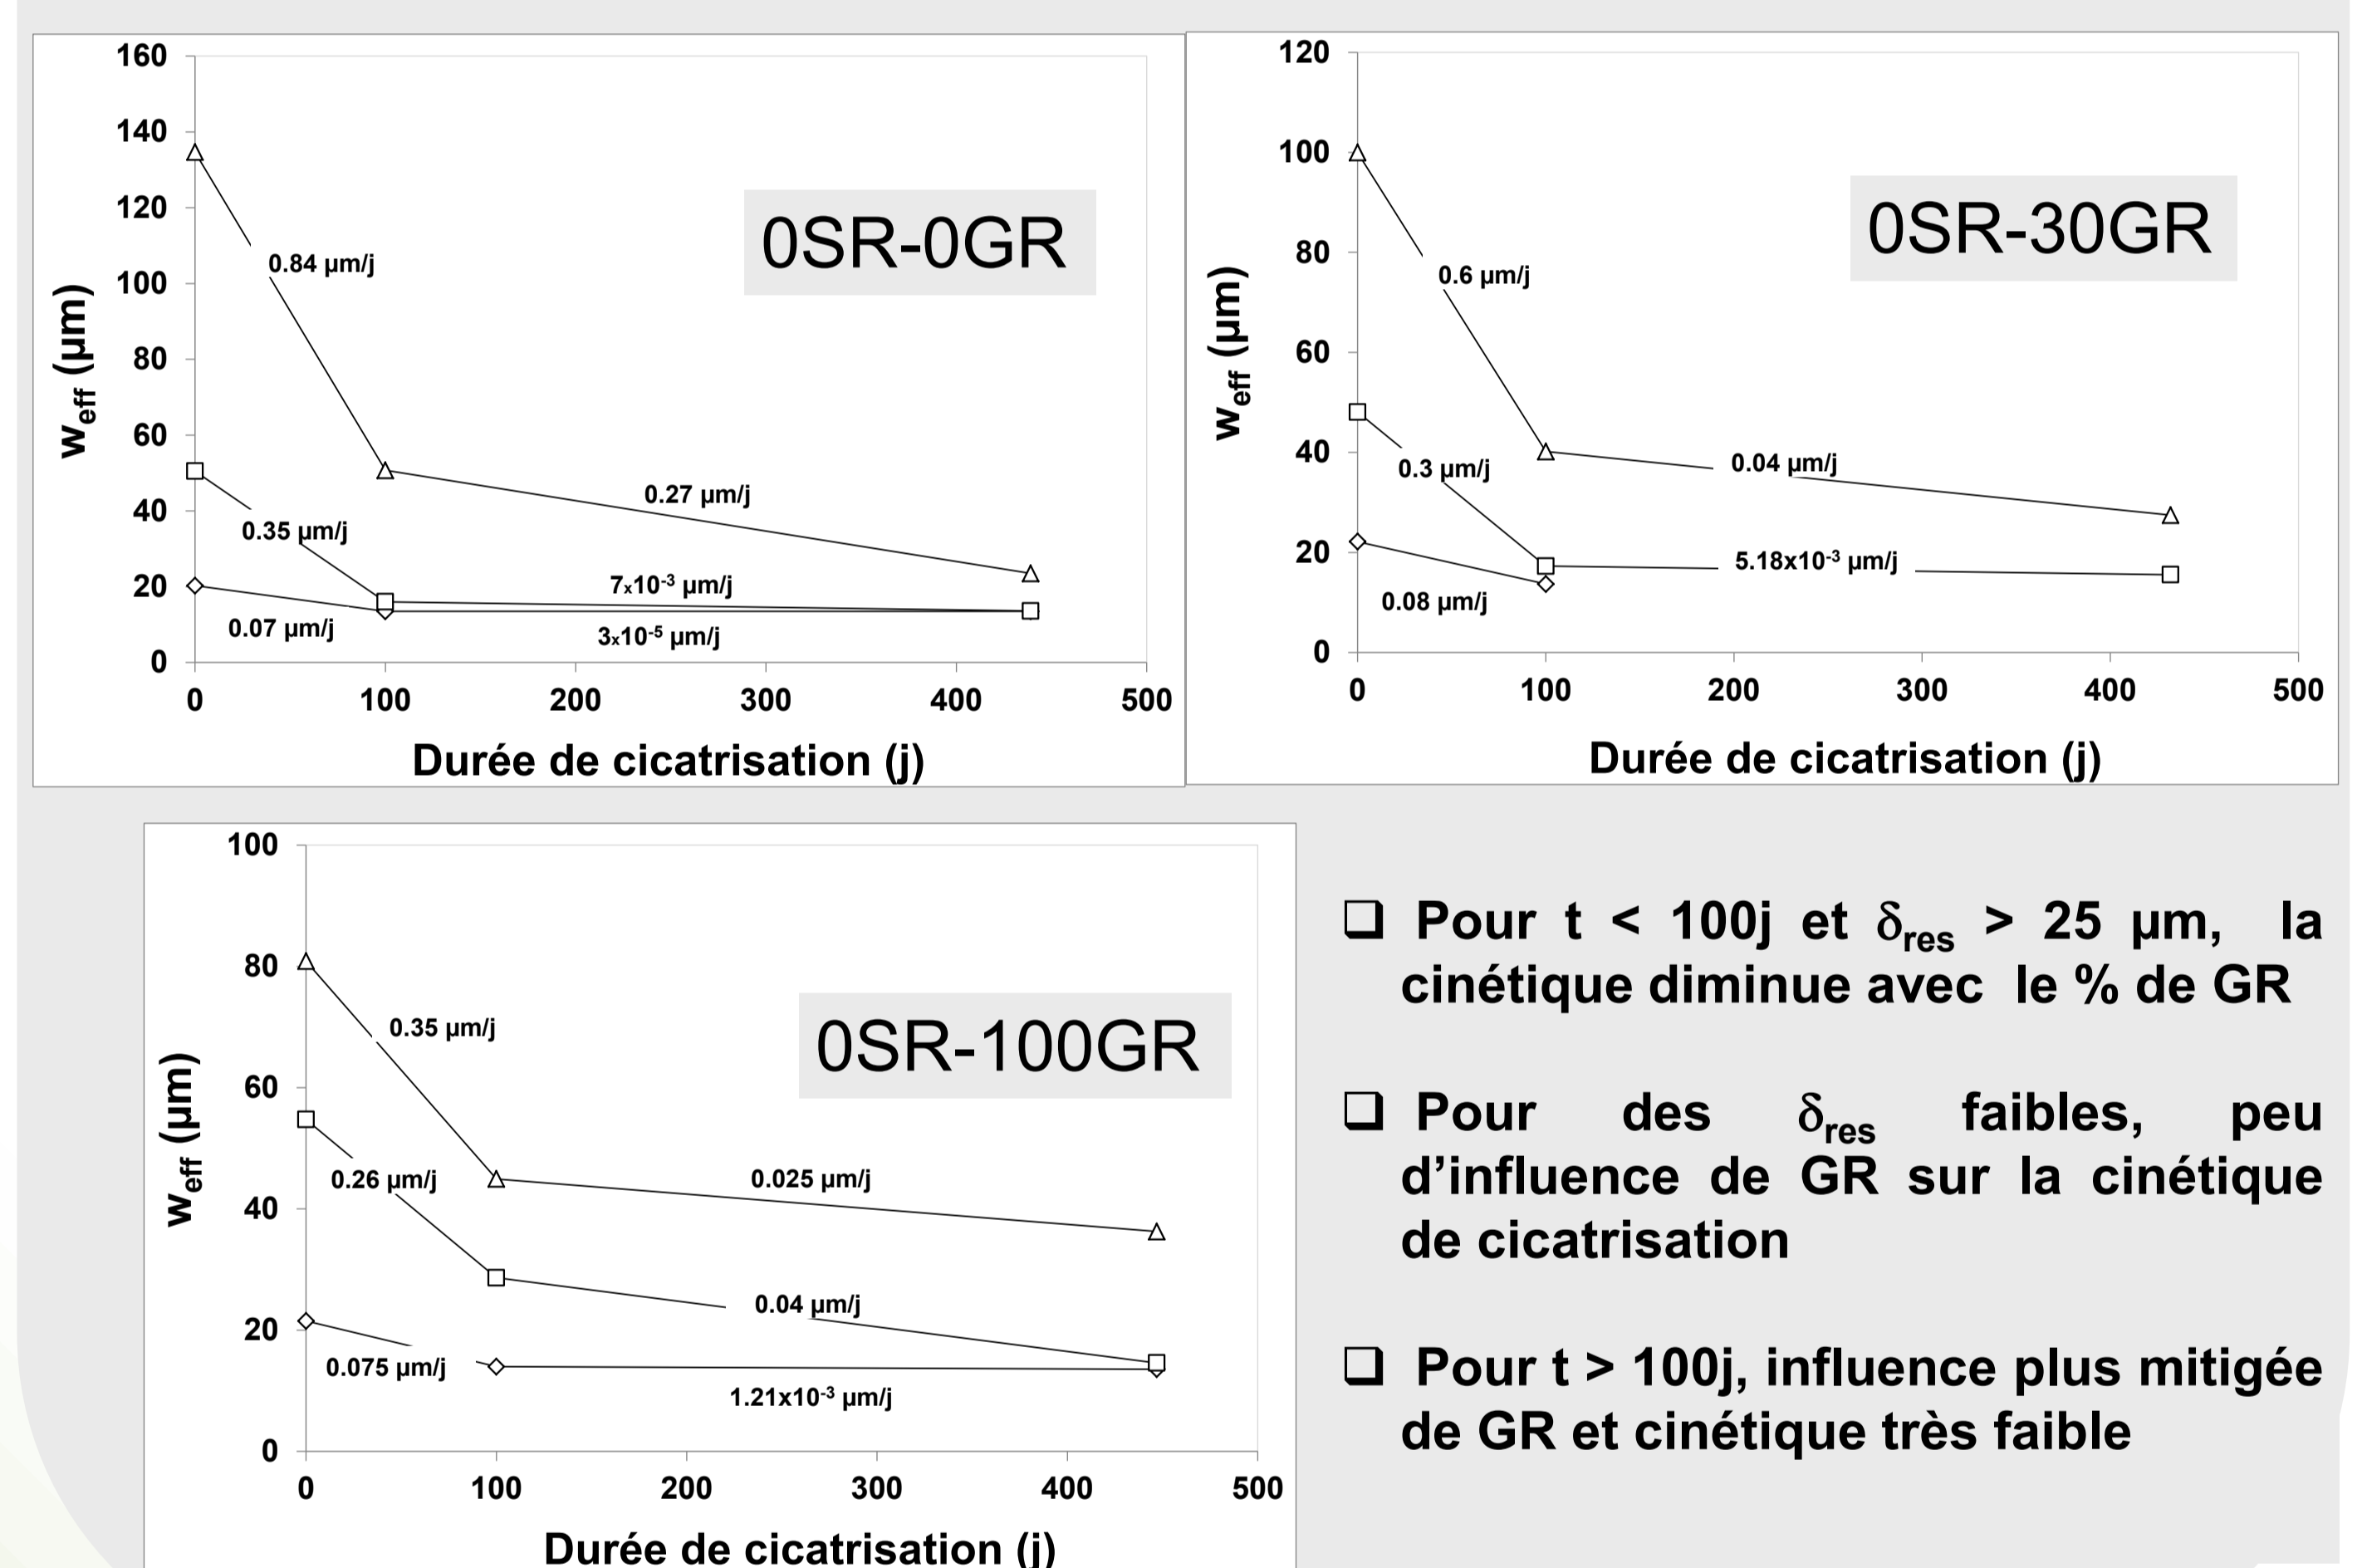 160
140
120
100
80
60
40
20
0
w_eff (µm)
0SR-0GR
0.84 µm/j
0.27 µm/j
0.35 µm/j
7x10⁻³ µm/j
0.07 µm/j
3x10⁻⁵ µm/j
0 100 200 300 400 500
Durée de cicatrisation (j)
120
100
80
60
40
20
0
w_eff (µm)
0SR-30GR
0.6 µm/j
0.3 µm/j
0.04 µm/j
5.18x10⁻³ µm/j
0.08 µm/j
0 100 200 300 400 500
Durée de cicatrisation (j)
100
80
60
40
20
0
w_eff (µm)
0SR-100GR
0.35 µm/j
0.26 µm/j
0.025 µm/j
0.04 µm/j
0.075 µm/j
1.21x10⁻³ µm/j
0 100 200 300 400 500
Durée de cicatrisation (j)
❑ Pour t < 100j et δ_res > 25 µm, la
cinétique diminue avec le % de GR
❑ Pour des δ_res faibles, peu
d’influence de GR sur la cinétique
de cicatrisation
❑ Pour t > 100j, influence plus mitigée
de GR et cinétique très faible